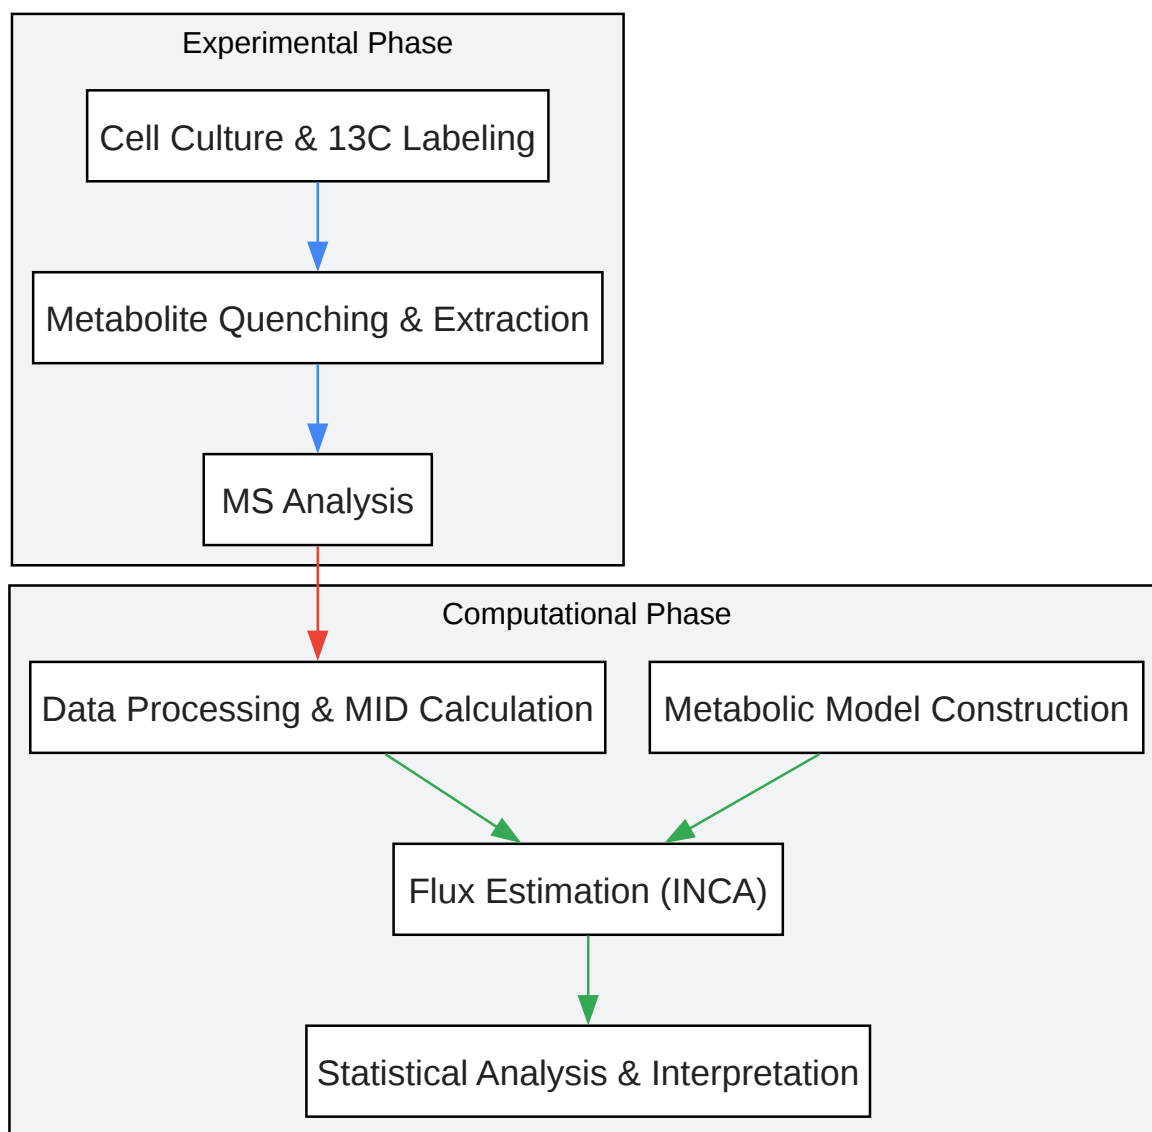 Experimental Phase
Cell Culture & 13C Labeling
Metabolite Quenching & Extraction
MS Analysis
Computational Phase
Data Processing & MID Calculation
Metabolic Model Construction
Flux Estimation (INCA)
Statistical Analysis & Interpretation